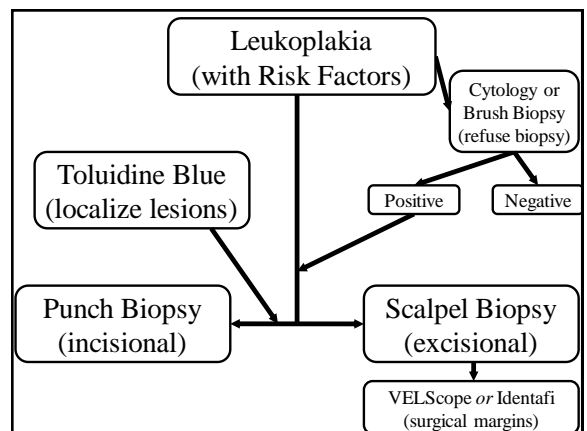 Leukoplakia
(with Risk Factors)
Cytology or
Brush Biopsy
(refuse biopsy)
Toluidine Blue
(localize lesions)
Positive
Negative
Punch Biopsy
(incisional)
Scalpel Biopsy
(excisional)
VELScope or Identafi
(surgical margins)